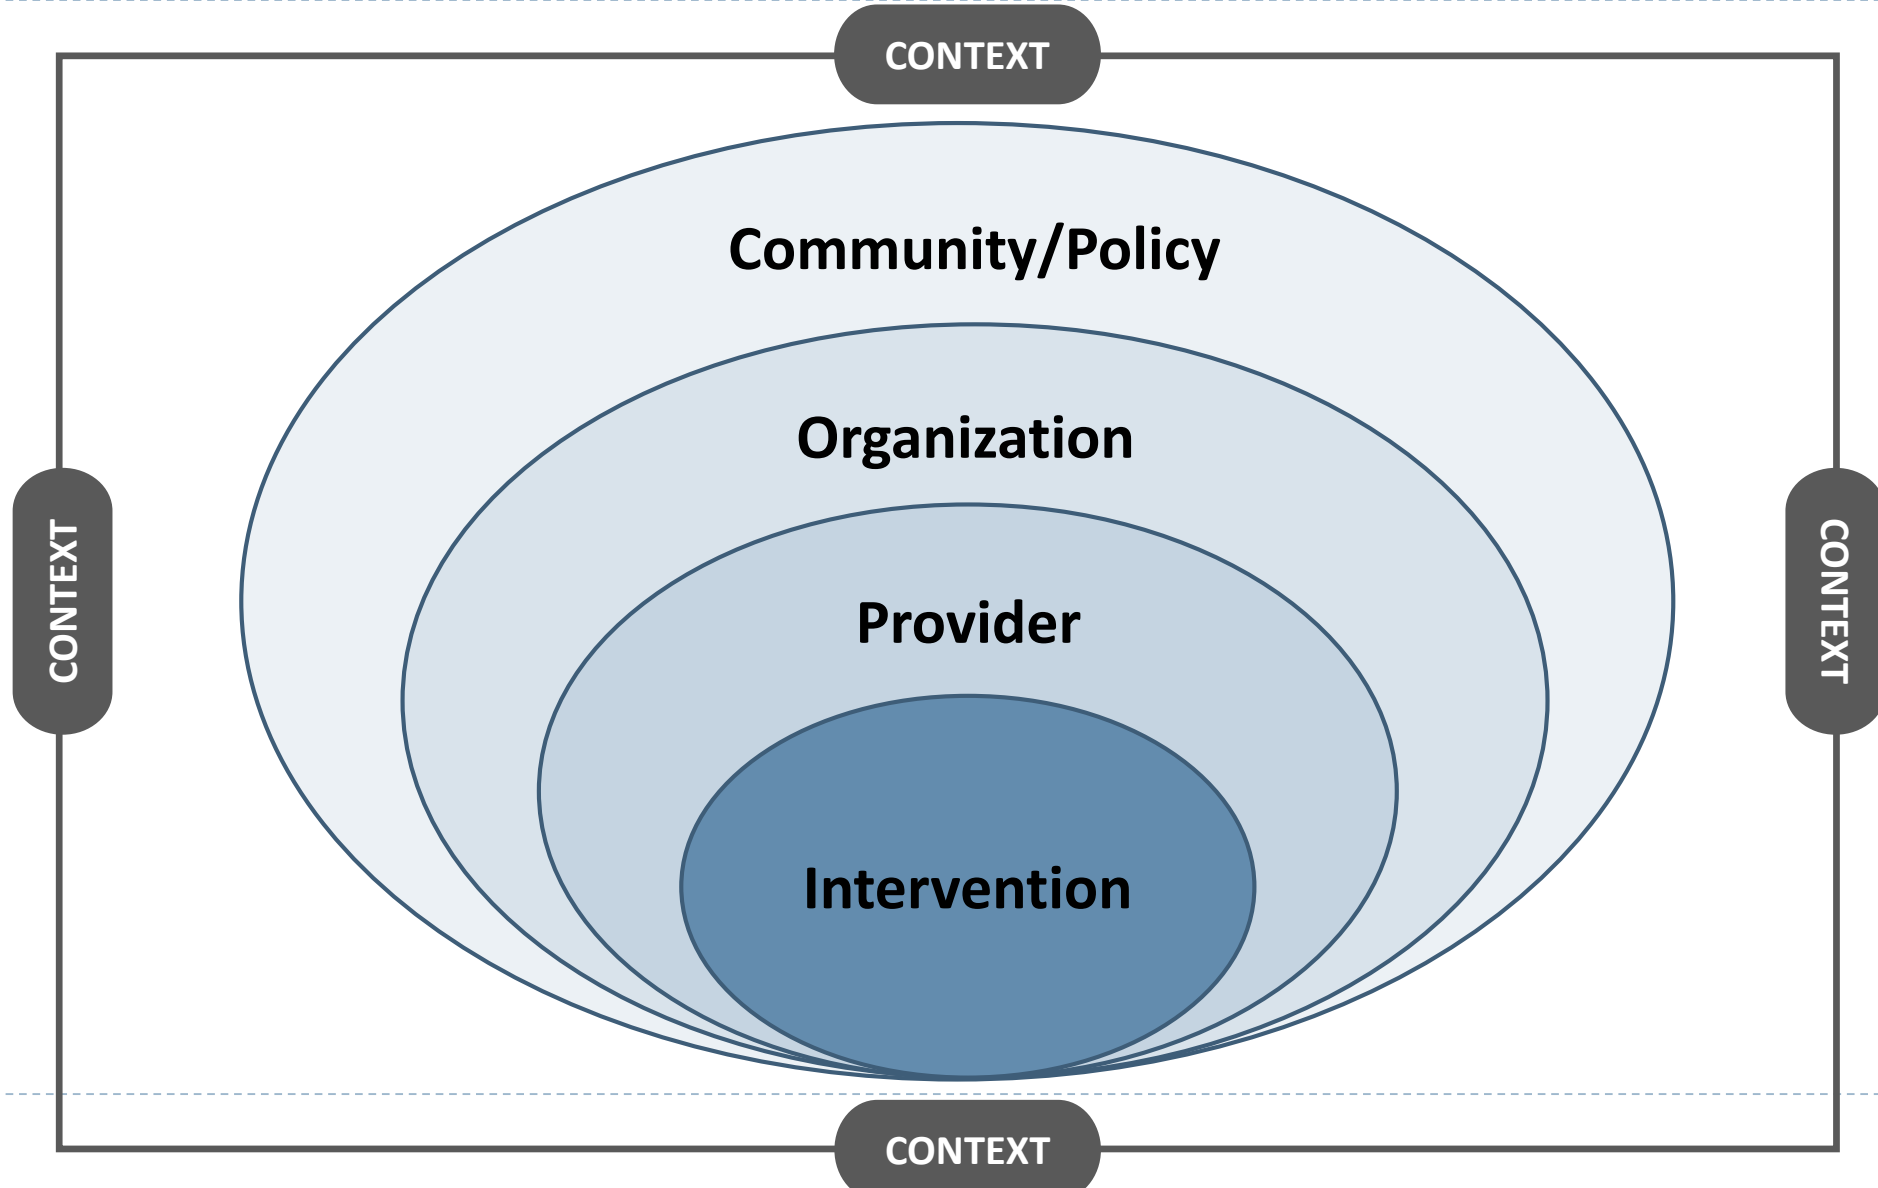 CONTEXT
Community/Policy
Organization
CONTEXT
CONTEXT
Provider
Intervention
CONTEXT